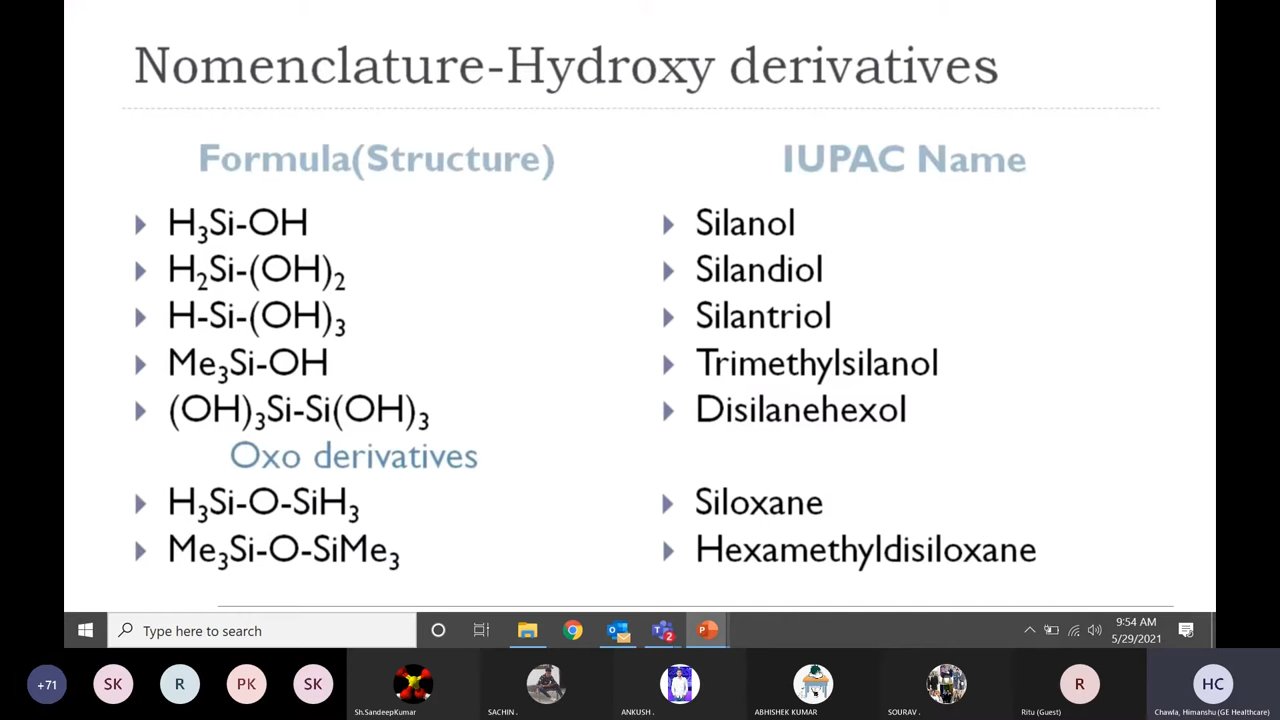 Nomenclature-Hydroxy derivatives
Formula(Structure) IUPAC Name
H₃Si-OH Silanol
H₂Si-(OH)₂ Silandiol
H-Si-(OH)₃ Silantriol
Me₃Si-OH Trimethylsilanol
(OH)₃Si-Si(OH)₃ Disilanehexol
Oxo derivatives
H₃Si-O-SiH₃ Siloxane
Me₃Si-O-SiMe₃ Hexamethyldisiloxane
Type here to search
2
9:54 AM
5/29/2021
+71 SK R PK SK R HC
Sh.SandeepKumar SACHIN . ANKUSH . ABHISHEK KUMAR SOURAV . Ritu (Guest) Chawla, Himanshu (GE Healthcare)